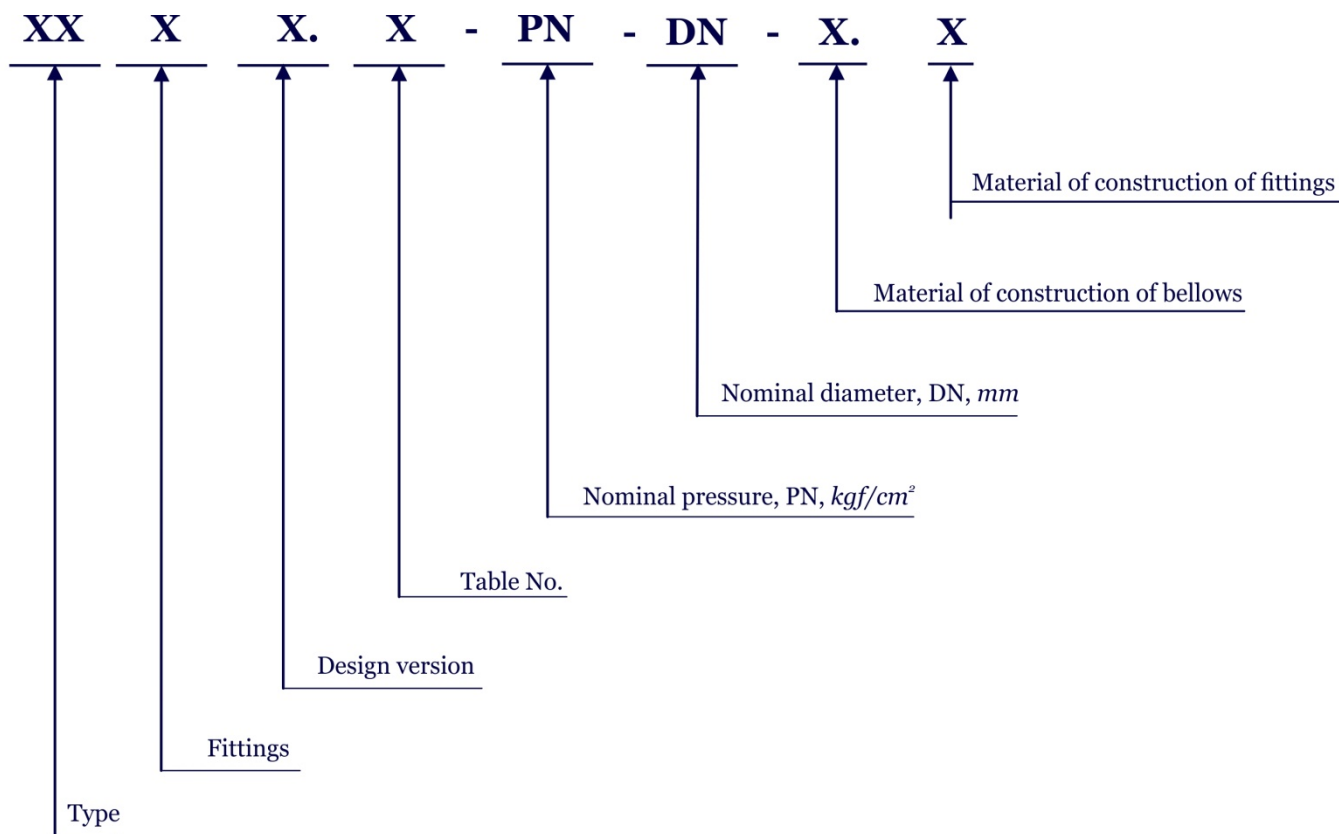 XX X X. X - PN - DN - X. X
Material of construction of fittings
Material of construction of bellows
Nominal diameter, DN, mm
Nominal pressure, PN, kgf/cm²
Table No.
Design version
Fittings
Type